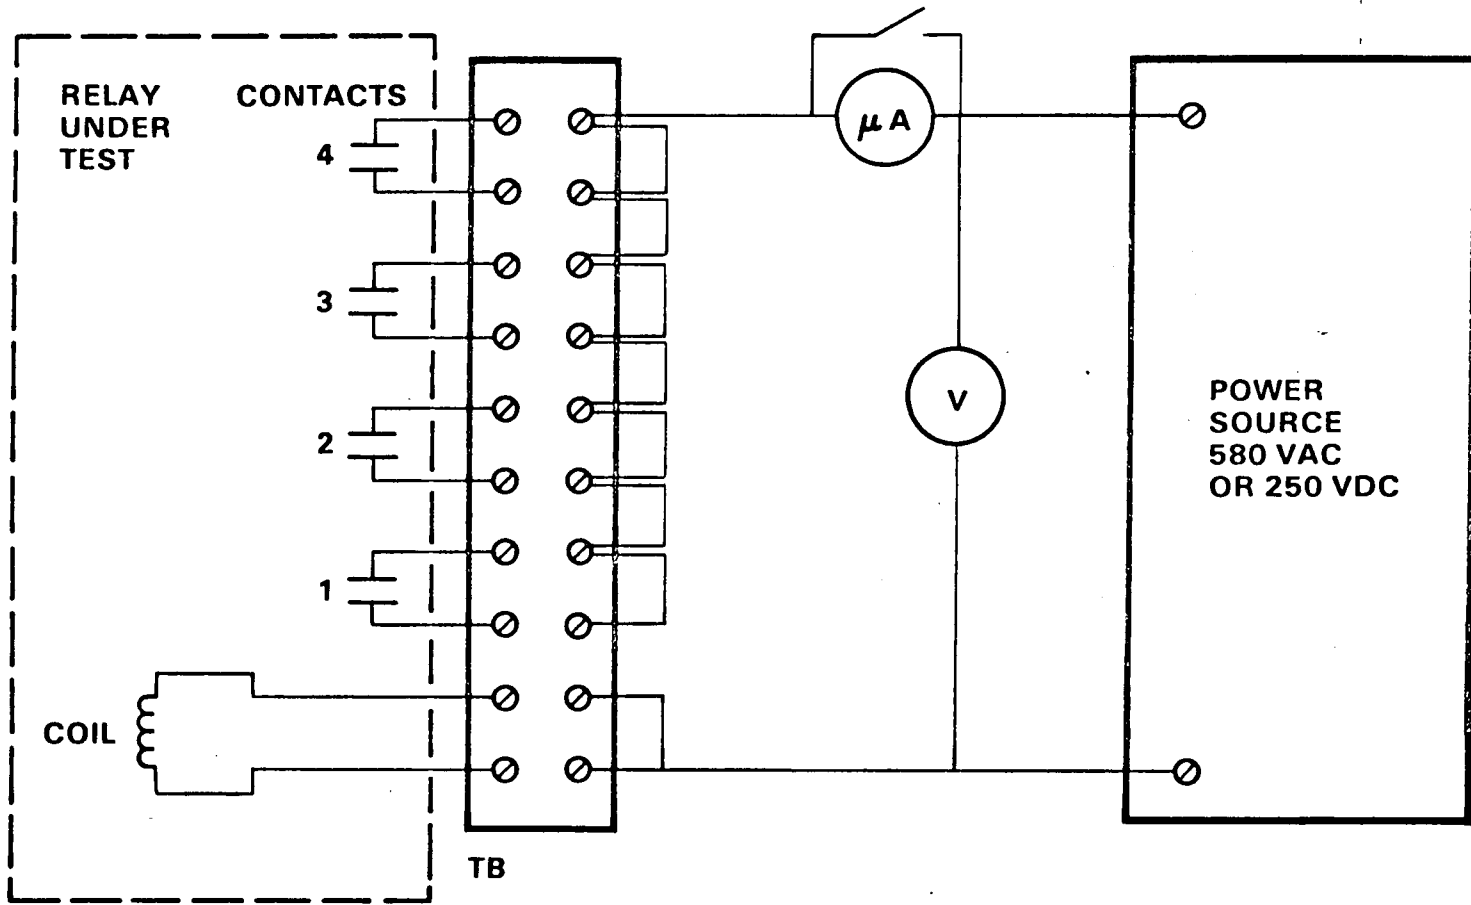 RELAY
UNDER
TEST
CONTACTS
4
3
2
1
COIL
TB
μA
V
POWER
SOURCE
580 VAC
OR 250 VDC